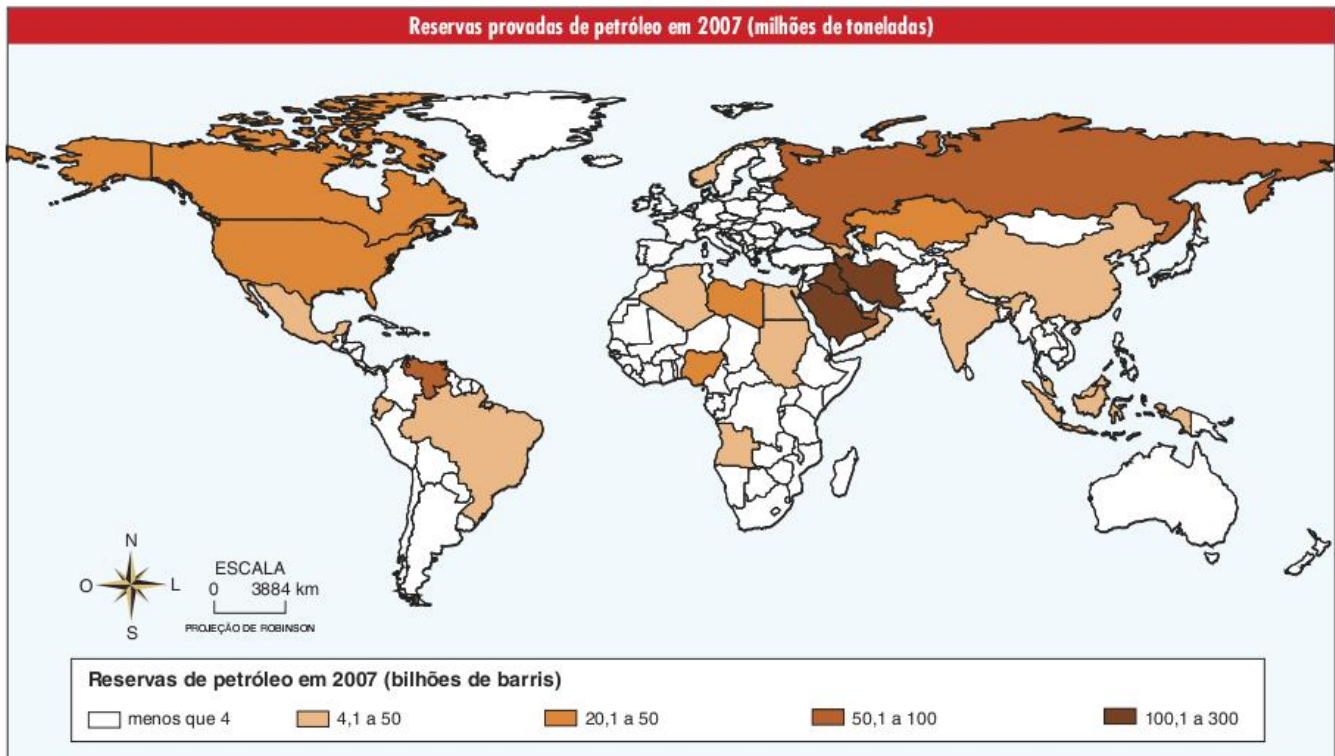 Reservas provadas de petróleo em 2007 (milhões de toneladas)
N
O L
S
ESCALA
0 3884 km
PROJEÇÃO DE ROBINSON
Reservas de petróleo em 2007 (bilhões de barris)
menos que 4 4,1 a 50 20,1 a 50 50,1 a 100 100,1 a 300